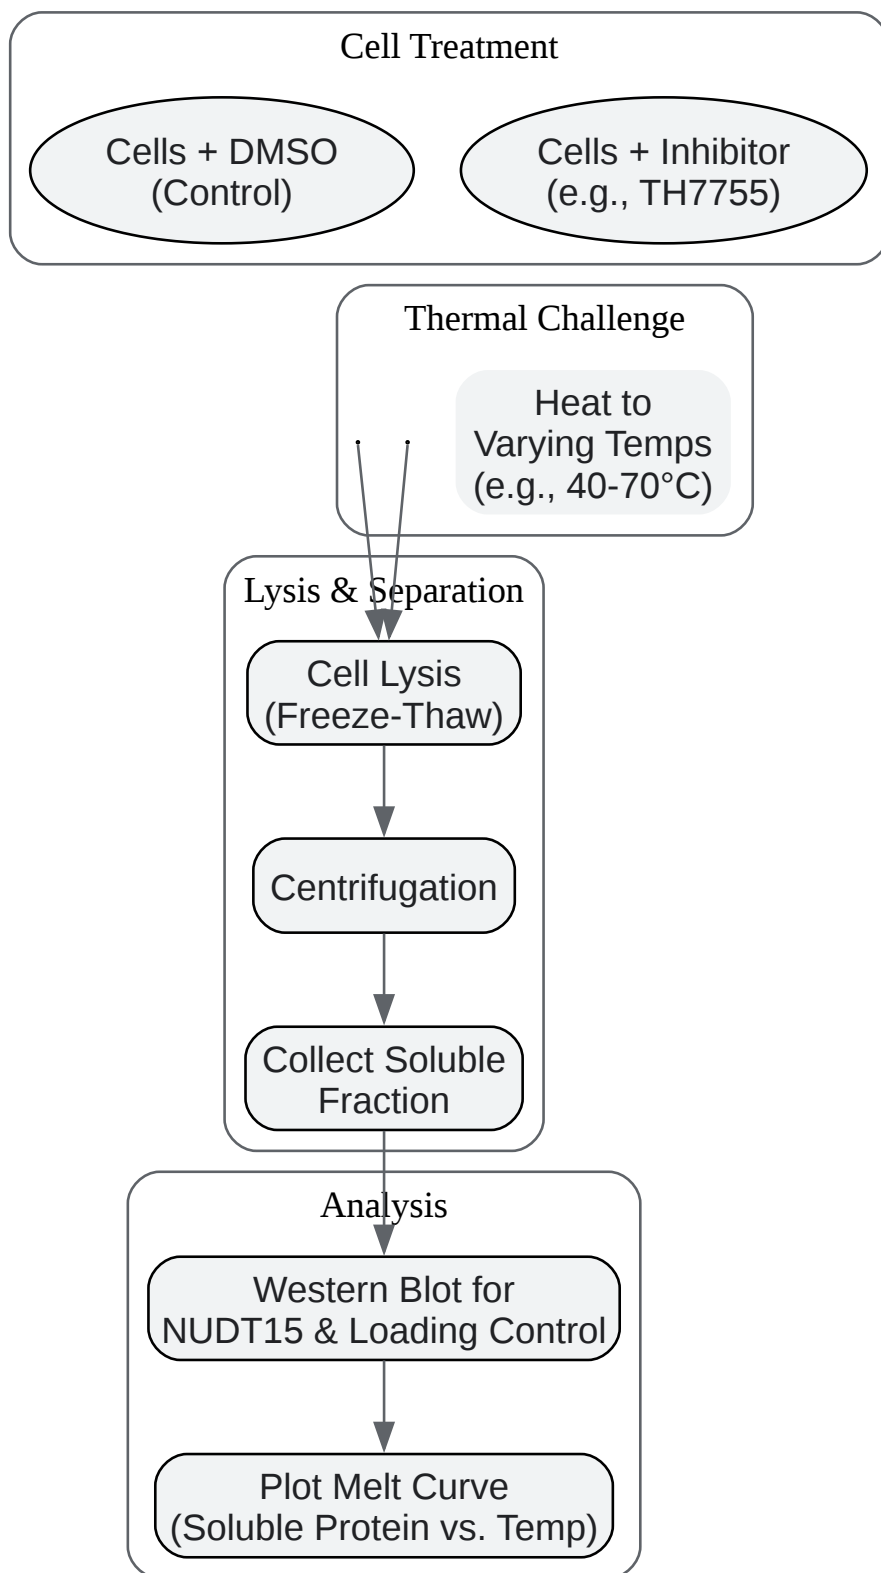 Cell Treatment
Cells + DMSO
(Control)
Cells + Inhibitor
(e.g., TH7755)
Thermal Challenge
Heat to
Varying Temps
(e.g., 40-70°C)
Lysis & Separation
Cell Lysis
(Freeze-Thaw)
Centrifugation
Collect Soluble
Fraction
Analysis
Western Blot for
NUDT15 & Loading Control
Plot Melt Curve
(Soluble Protein vs. Temp)